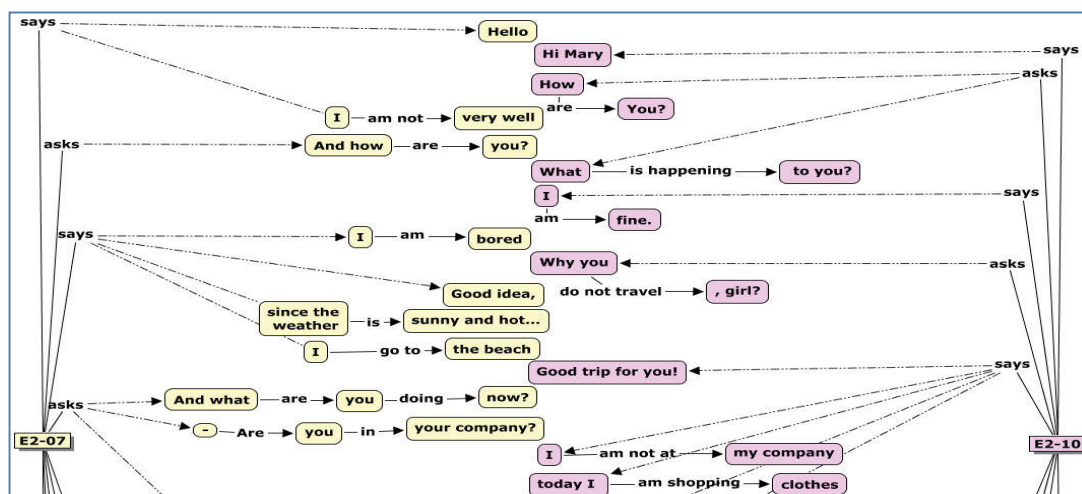 says Hello
Hi Mary says
How asks
are You?
I am not very well
asks And how are you?
What is happening to you?
I says
am fine.
says I am bored
Why you asks
do not travel , girl?
Good idea,
since the
weather is sunny and hot...
I go to the beach
Good trip for you! says
asks And what are you doing now?
- Are you in your company?
E2-07 E2-10
I am not at my company
today I am shopping clothes